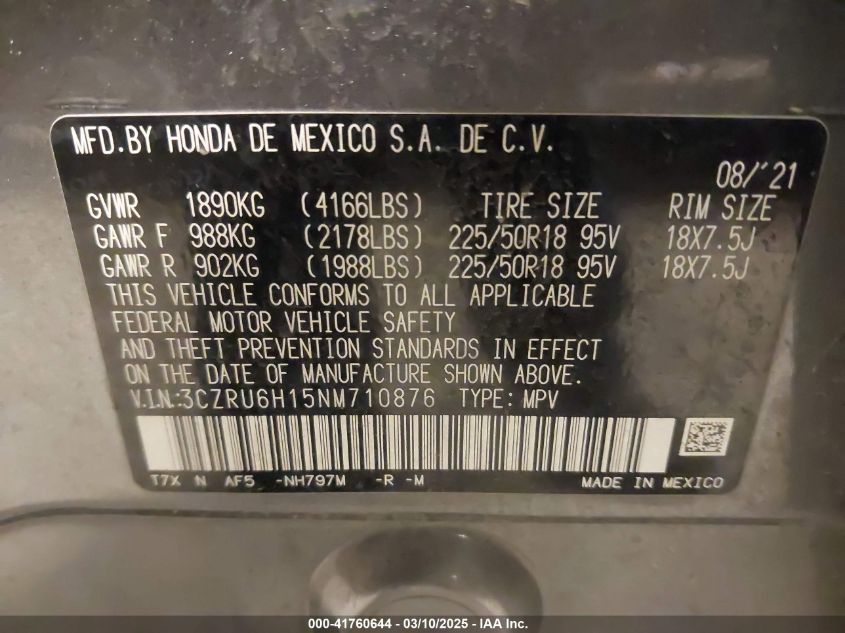 MFD.BY HONDA DE MEXICO S.A. DE C.V.
08/'21
GVWR 1890KG (4166LBS) TIRE SIZE RIM SIZE
GAWR F 988KG (2178LBS) 225/50R18 95V 18X7.5J
GAWR R 902KG (1988LBS) 225/50R18 95V 18X7.5J
THIS VEHICLE CONFORMS TO ALL APPLICABLE
FEDERAL MOTOR VEHICLE SAFETY
AND THEFT PREVENTION STANDARDS IN EFFECT
ON THE DATE OF MANUFACTURE SHOWN ABOVE.
V.I.N.:3CZRU6H15NM710876 TYPE: MPV
T7X N AF5 -NH797M -R -M MADE IN MEXICO
000-41760644 - 03/10/2025 - IAA Inc.